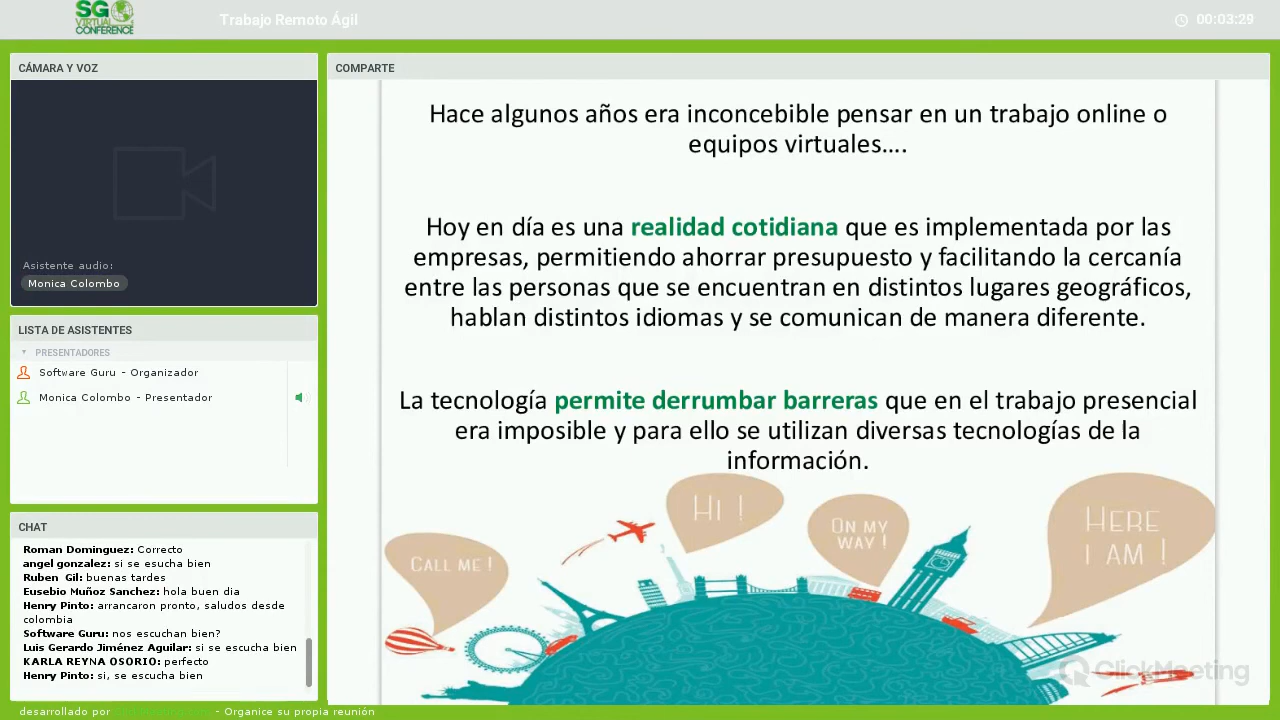 SG
VIRTUAL
CONFERENCE
Trabajo Remoto Ágil
00:03:29
CÁMARA Y VOZ
Asistente audio:
Monica Colombo
LISTA DE ASISTENTES
PRESENTADORES
Software Guru - Organizador
Monica Colombo - Presentador
CHAT
Roman Dominguez: Correcto
angel gonzalez: si se esucha bien
Ruben Gil: buenas tardes
Eusebio Muñoz Sanchez: hola buen dia
Henry Pinto: arrancaron pronto, saludos desde
colombia
Software Guru: nos escuchan bien?
Luis Gerardo Jiménez Aguilar: si se escucha bien
KARLA REYNA OSORIO: perfecto
Henry Pinto: si, se escucha bien
desarrollado por
- Organice su propia reunión
COMPARTE
Hace algunos años era inconcebible pensar en un trabajo online o
equipos virtuales....
Hoy en día es una realidad cotidiana que es implementada por las
empresas, permitiendo ahorrar presupuesto y facilitando la cercanía
entre las personas que se encuentran en distintos lugares geográficos,
hablan distintos idiomas y se comunican de manera diferente.
La tecnología permite derrumbar barreras que en el trabajo presencial
era imposible y para ello se utilizan diversas tecnologías de la
información.
CALL ME !
HI !
ON MY
WAY !
HERE
I AM !
ClickMeeting